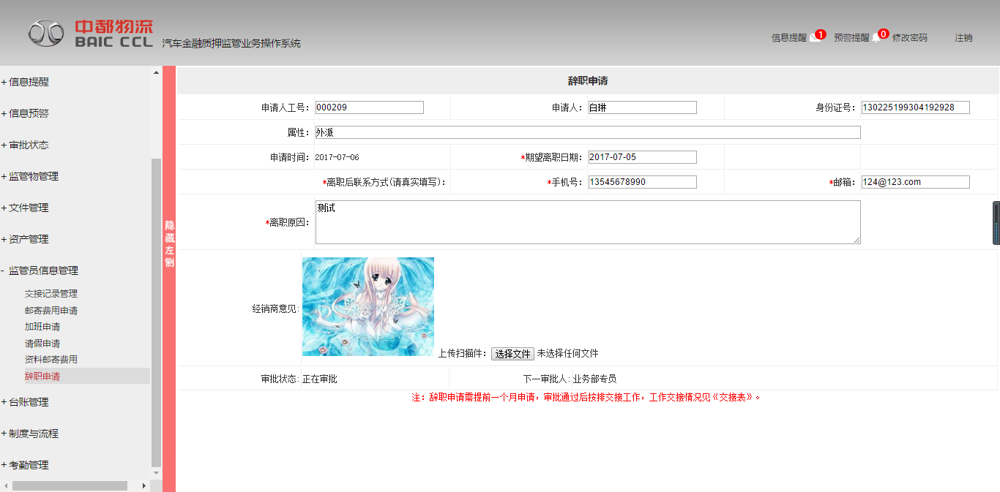 中都物流
BAIC CCL
汽车金融质押监管业务操作系统
信息提醒 1 预警提醒 0 修改密码 注销
+ 信息提醒
+ 信息预警
+ 审批状态
+ 监管物管理
+ 文件管理
+ 资产管理
- 监管员信息管理
交接记录管理
邮寄费用申请
加班申请
请假申请
资料邮寄费用
辞职申请
+ 台账管理
+ 制度与流程
+ 考勤管理
隐藏左侧
辞职申请
申请人工号： 000209 申请人： 白琳 身份证号： 130225199304192928
属性： 外派
申请时间： 2017-07-06 *期望离职日期： 2017-07-05
*离职后联系方式(请真实填写)： *手机号： 13545678990 *邮箱： 124@123.com
*离职原因： 测试
经销商意见: 上传扫描件： 选择文件 未选择任何文件
审批状态: 正在审批 下一审批人: 业务部专员
注：辞职申请需提前一个月申请，审批通过后按排交接工作，工作交接情况见《交接表》。